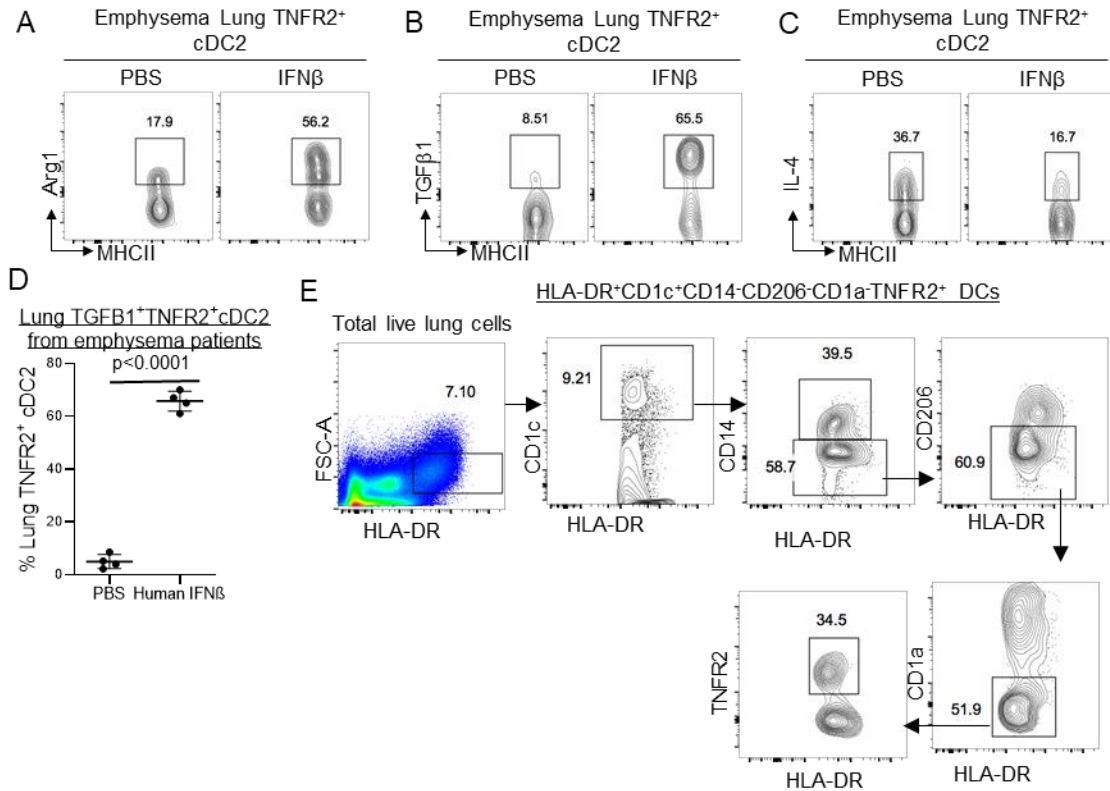 A
Emphysema Lung TNFR2⁺
cDC2
PBS
IFNβ
17.9
56.2
Arg1
MHCII
B
Emphysema Lung TNFR2⁺
cDC2
PBS
IFNβ
8.51
65.5
TGFβ1
MHCII
C
Emphysema Lung TNFR2⁺
cDC2
PBS
IFNβ
36.7
16.7
IL-4
MHCII
D
Lung TGFB1⁺TNFR2⁺cDC2
from emphysema patients
p<0.0001
% Lung TNFR2⁺ cDC2
80
60
40
20
0
PBS
Human IFNß
E
HLA-DR⁺CD1c⁺CD14⁻CD206⁻CD1a⁻TNFR2⁺ DCs
Total live lung cells
7.10
FSC-A
HLA-DR
9.21
CD1c
HLA-DR
39.5
58.7
CD14
HLA-DR
60.9
CD206
HLA-DR
34.5
TNFR2
HLA-DR
51.9
CD1a
HLA-DR